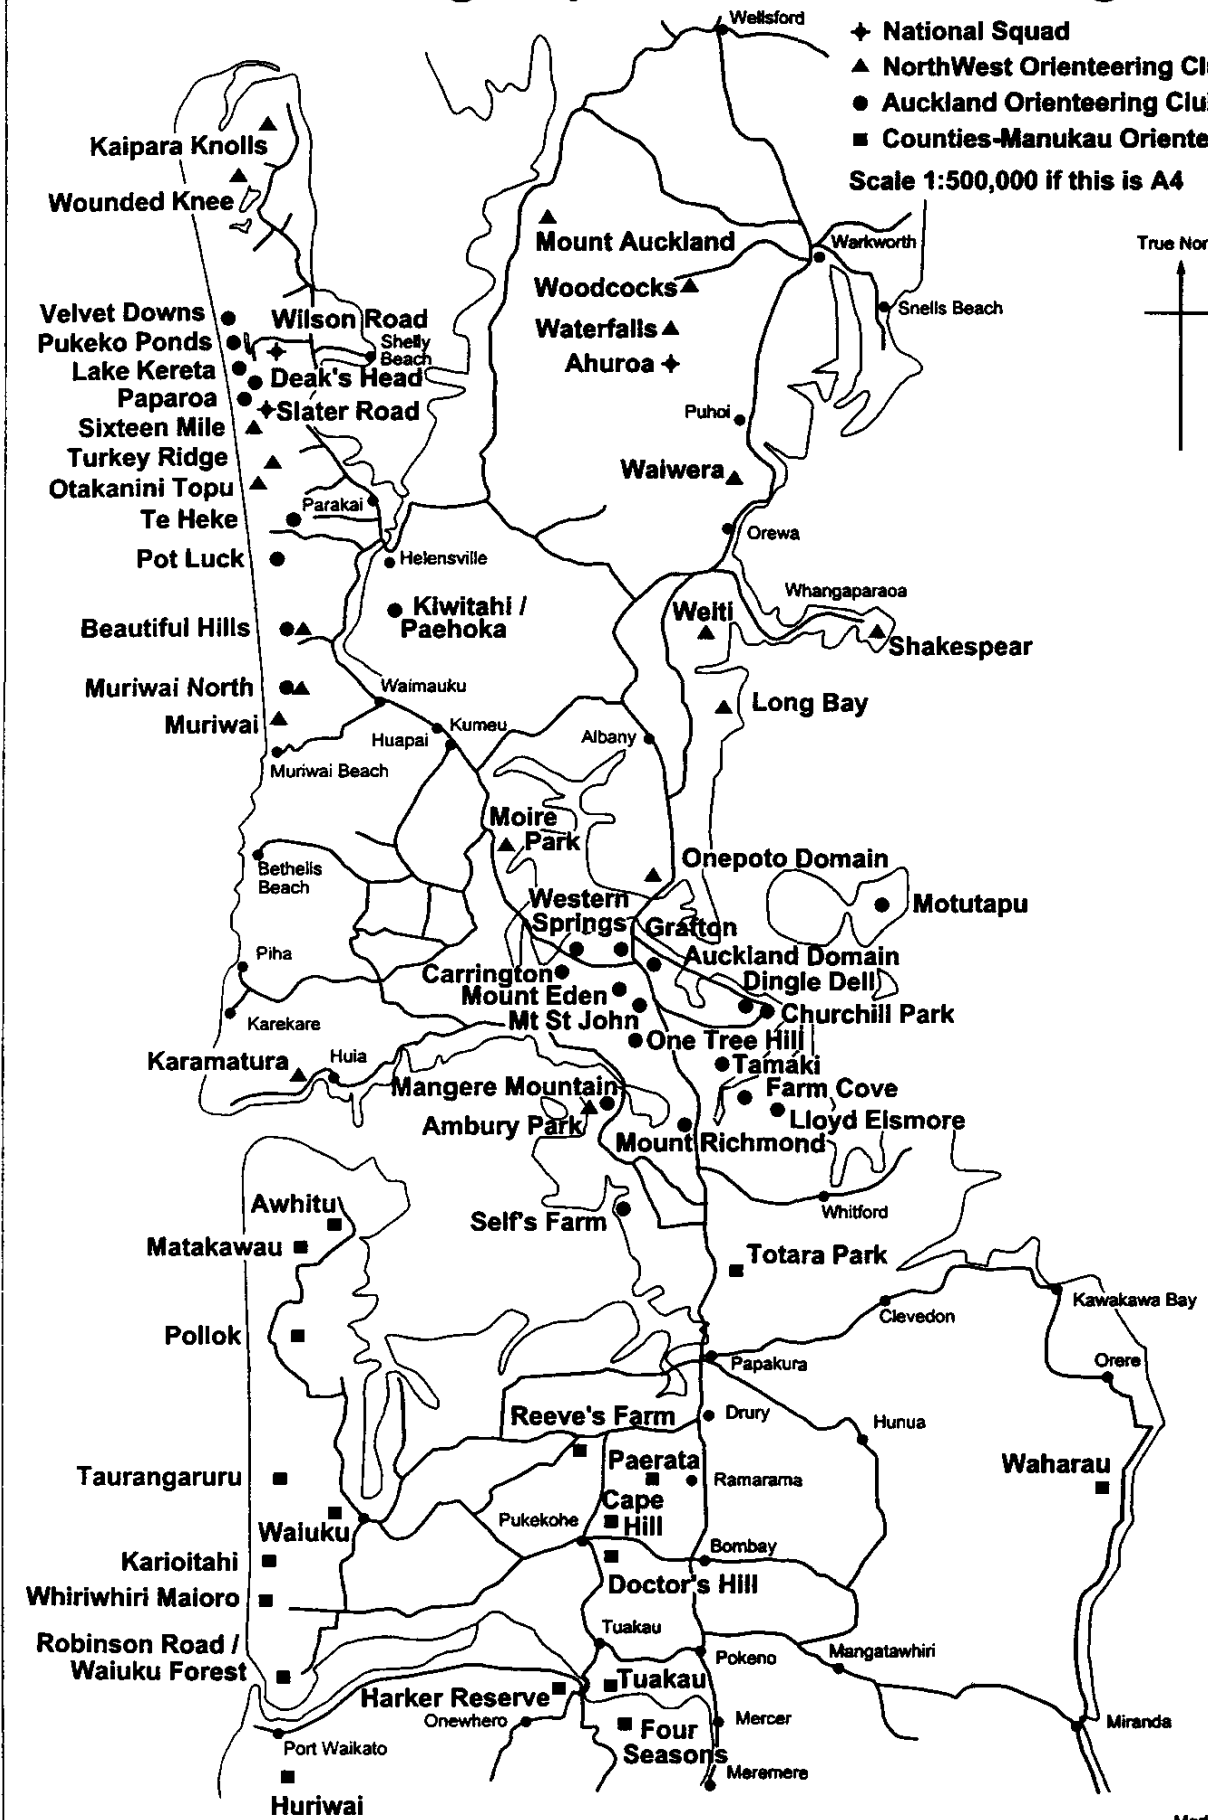 Wellsford
National Squad
NorthWest Orienteering
Auckland Orienteering
Counties-Manukau
Scale 1:500,000 if this is A4
True
Kaipara Knolls
Wounded Knee
Mount Auckland
Warkworth
Woodcocks
Snells Beach
Velvet Downs
Wilson Road
Waterfalls
Pukeko Ponds
Shelly
Beach
Ahuroa
Lake Kereta
Deak's Head
Paparoa
Slater Road
Puhoi
Sixteen Mile
Turkey Ridge
Waiwera
Otakanini Topu
Parakai
Te Heke
Orewa
Pot Luck
Helensville
Whangaparaoa
Kiwitahi /
Paehoka
Weiti
Beautiful Hills
Shakespear
Muriwai North
Waimauku
Long Bay
Muriwai
Kumeu
Huapai
Albany
Muriwai Beach
Moire
Park
Onepoto Domain
Bethells
Beach
Western
Springs
Motutapu
Grafton
Piha
Auckland Domain
Carrington
Dingle Dell
Mount Eden
Churchill Park
Karekare
Mt St John
One Tree Hill
Karamatura
Huia
Tamaki
Mangere Mountain
Farm Cove
Ambury Park
Lloyd Elsmore
Mount Richmond
Awhitu
Whitford
Self's Farm
Matakawau
Totara Park
Kawakawa Bay
Clevedon
Pollok
Papakura
Orere
Reeve's Farm
Drury
Hunua
Paerata
Waharau
Taurangaruru
Ramarama
Cape
Hill
Pukekohe
Waiuku
Bombay
Karioitahi
Doctor's Hill
Whiriwhiri Maioro
Tuakau
Robinson Road /
Waiuku Forest
Pokeno
Mangatawhiri
Tuakau
Harker Reserve
Onewhero
Mercer
Miranda
Four
Seasons
Port Waikato
Meremere
Huriwai